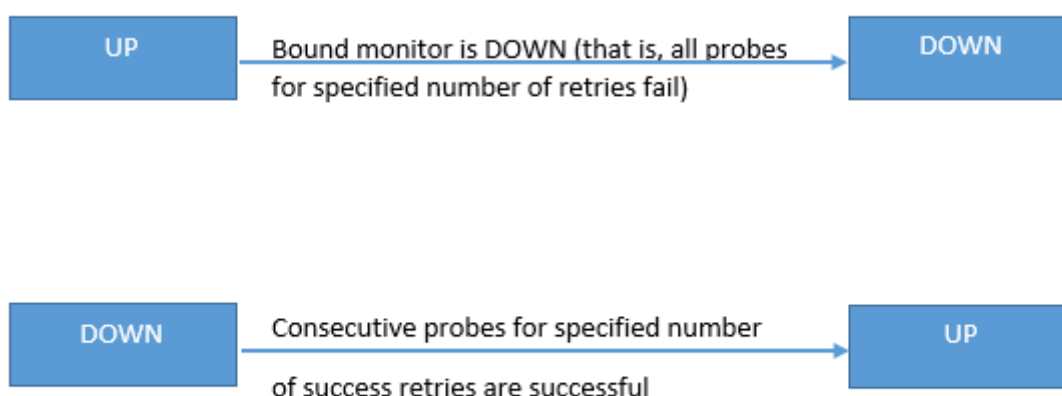 UP
Bound monitor is DOWN (that is, all probes
for specified number of retries fail)
DOWN
DOWN
Consecutive probes for specified number
of success retries are successful
UP